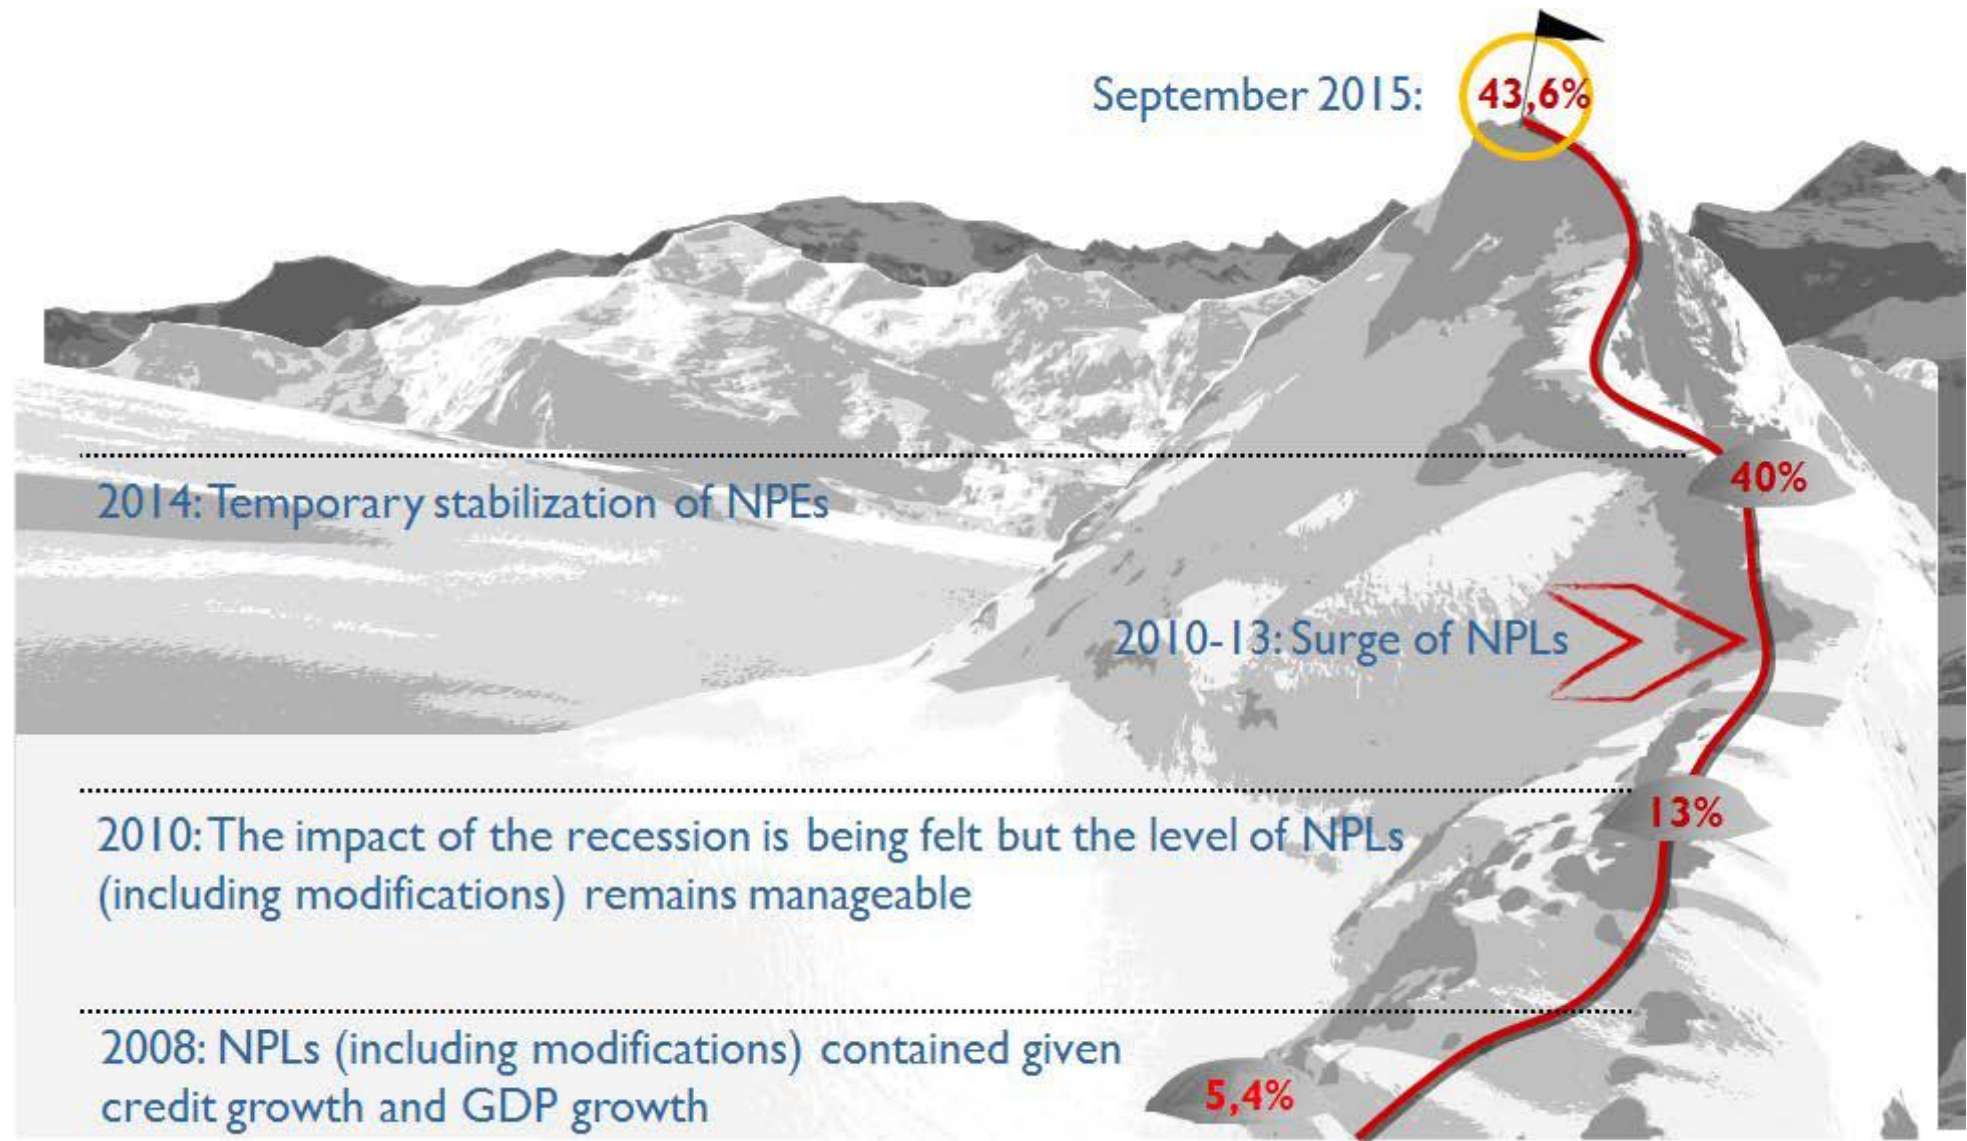 September 2015: 43,6%
40%
2014: Temporary stabilization of NPEs
2010-13: Surge of NPLs
13%
2010: The impact of the recession is being felt but the level of NPLs
(including modifications) remains manageable
2008: NPLs (including modifications) contained given
credit growth and GDP growth
5,4%